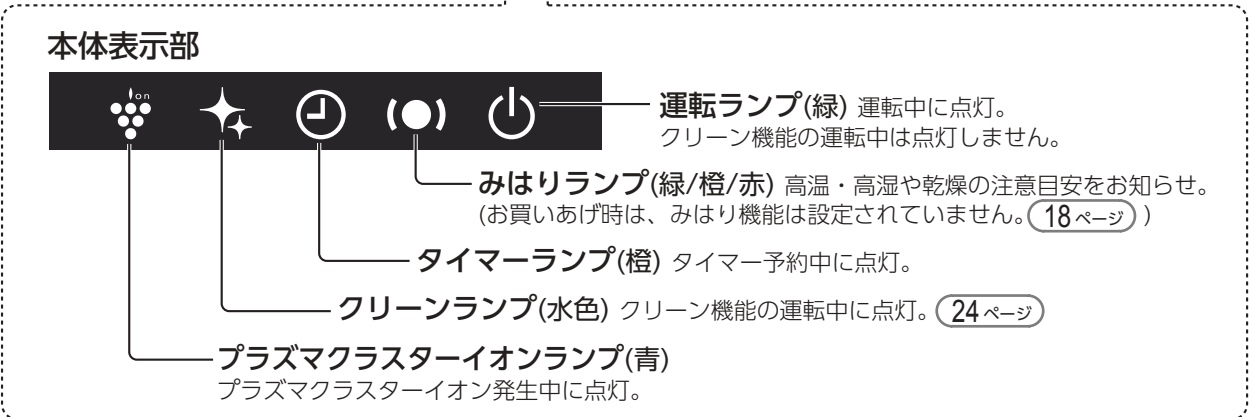 本体表示部
ion
運転ランプ(緑) 運転中に点灯。
クリーン機能の運転中は点灯しません。
みはりランプ(緑/橙/赤) 高温・高湿や乾燥の注意目安をお知らせ。
(お買いあげ時は、みはり機能は設定されていません。18ページ)
タイマーランプ(橙) タイマー予約中に点灯。
クリーンランプ(水色) クリーン機能の運転中に点灯。24ページ
プラズマクラスターイオンランプ(青)
プラズマクラスターイオン発生中に点灯。